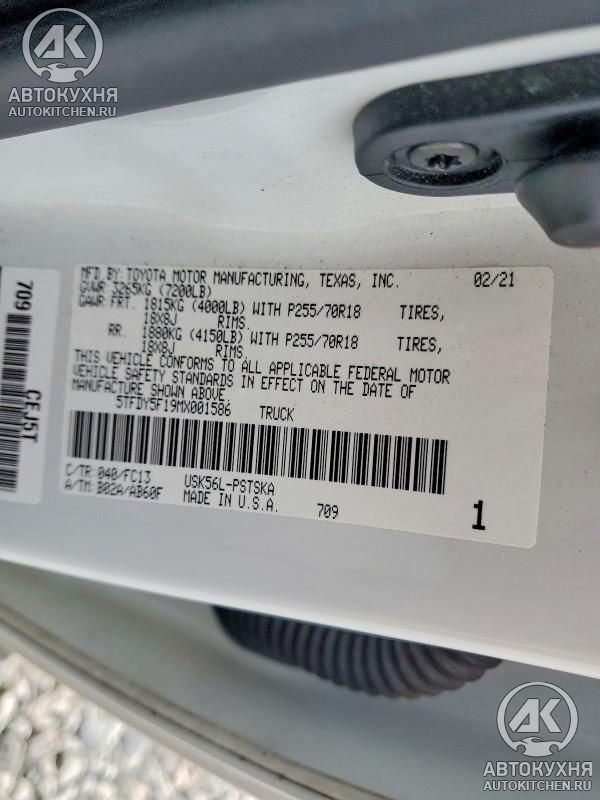 AK
АВТОКУХНЯ
AUTOKITCHEN.RU
MFD BY: TOYOTA MOTOR MANUFACTURING, TEXAS, INC. 02/21
GVWR: 3265KG (7200LB)
GAWR: FRT. 1815KG (4000LB) WITH P255/70R18 TIRES,
18X8J RIMS.
RR. 1880KG (4150LB) WITH P255/70R18 TIRES,
18X8J RIMS.
THIS VEHICLE CONFORMS TO ALL APPLICABLE FEDERAL MOTOR
VEHICLE SAFETY STANDARDS IN EFFECT ON THE DATE OF
MANUFACTURE SHOWN ABOVE.
5TFDY5F19MX001586 TRUCK
C/TR: 040/FC13 USK56L-PSTSKA
A/TM: B02A/AB60F MADE IN U.S.A. 709 1
709 CEJ5T
AK
АВТОКУХНЯ
AUTOKITCHEN.RU